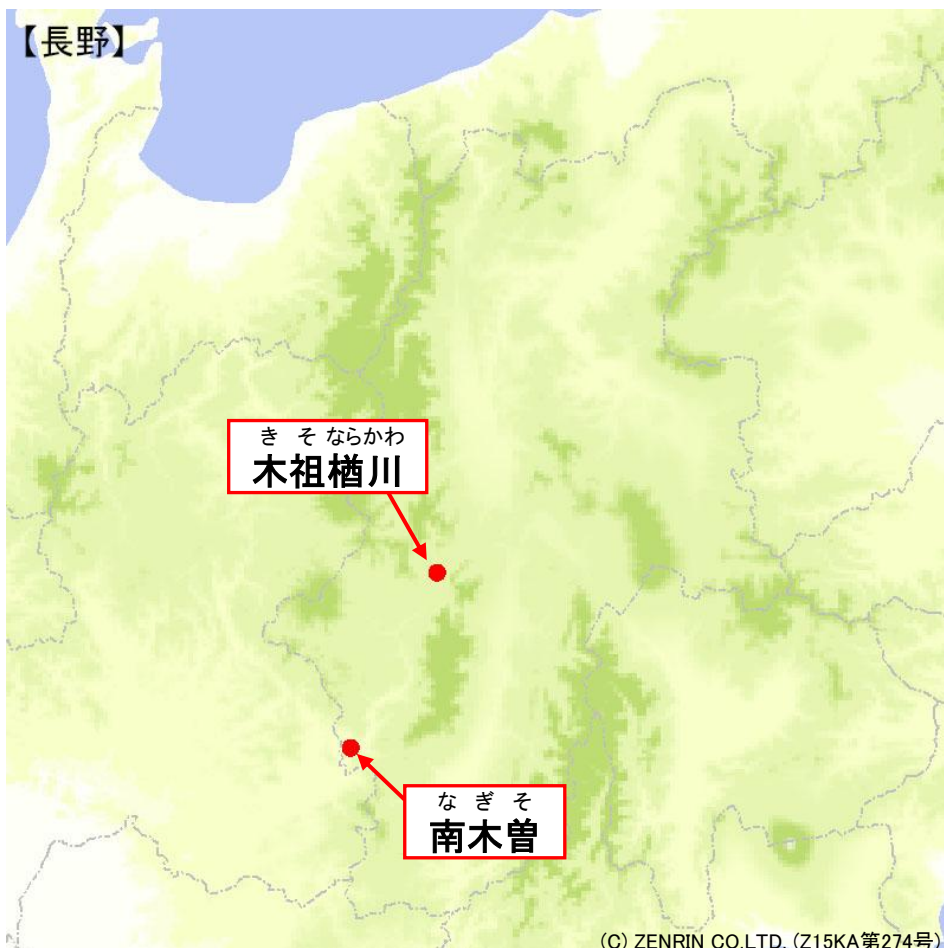 【長野】
き そ ならかわ
木祖楢川
な ぎ そ
南木曽
(C) ZENRIN CO.LTD. (Z15KA第274号)